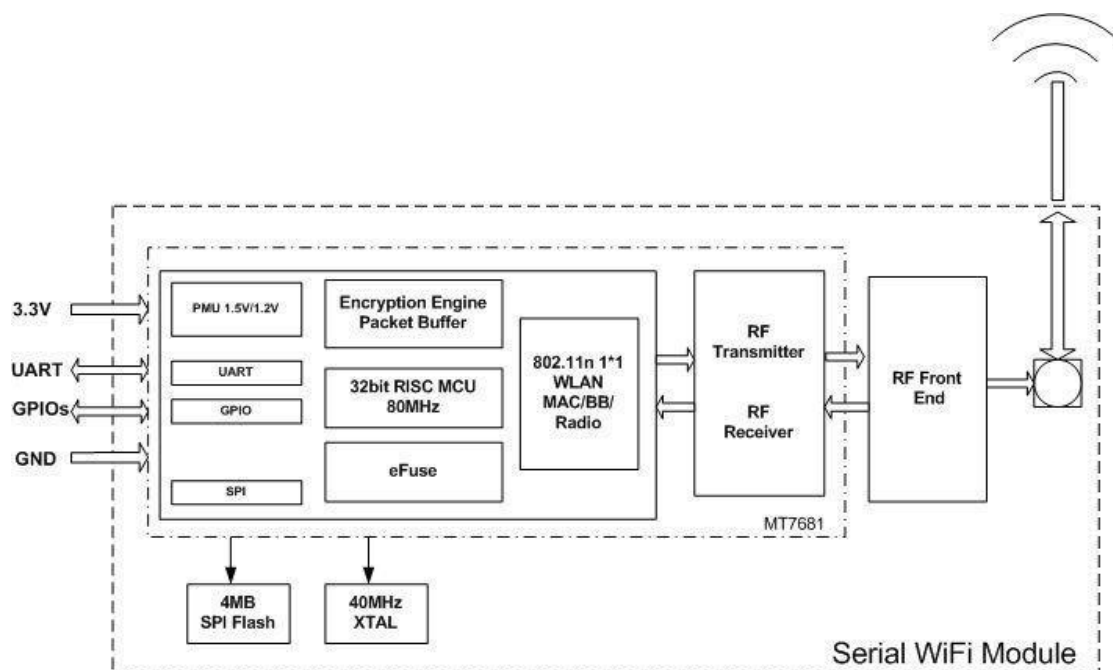 3.3V
UART
GPIOs
GND
PMU 1.5V/1.2V
UART
GPIO
SPI
Encryption Engine
Packet Buffer
32bit RISC MCU
80MHz
eFuse
802.11n 1*1
WLAN
MAC/BB/
Radio
RF
Transmitter
RF
Receiver
MT7681
RF Front
End
4MB
SPI Flash
40MHz
XTAL
Serial WiFi Module